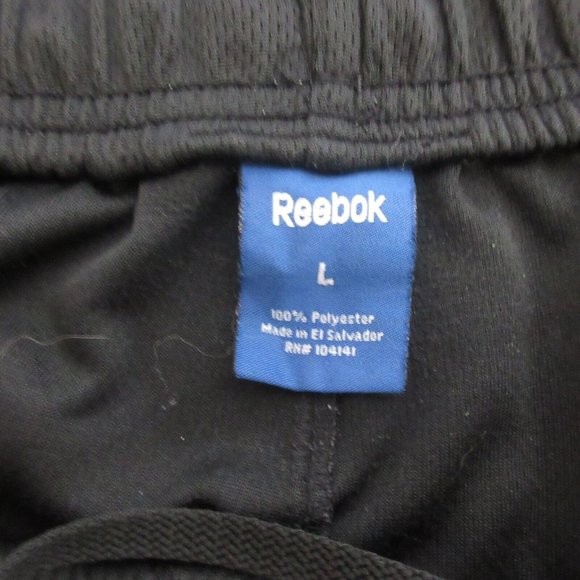 Reebok
L
100% Polyester
Made in El Salvador
RN# 104141